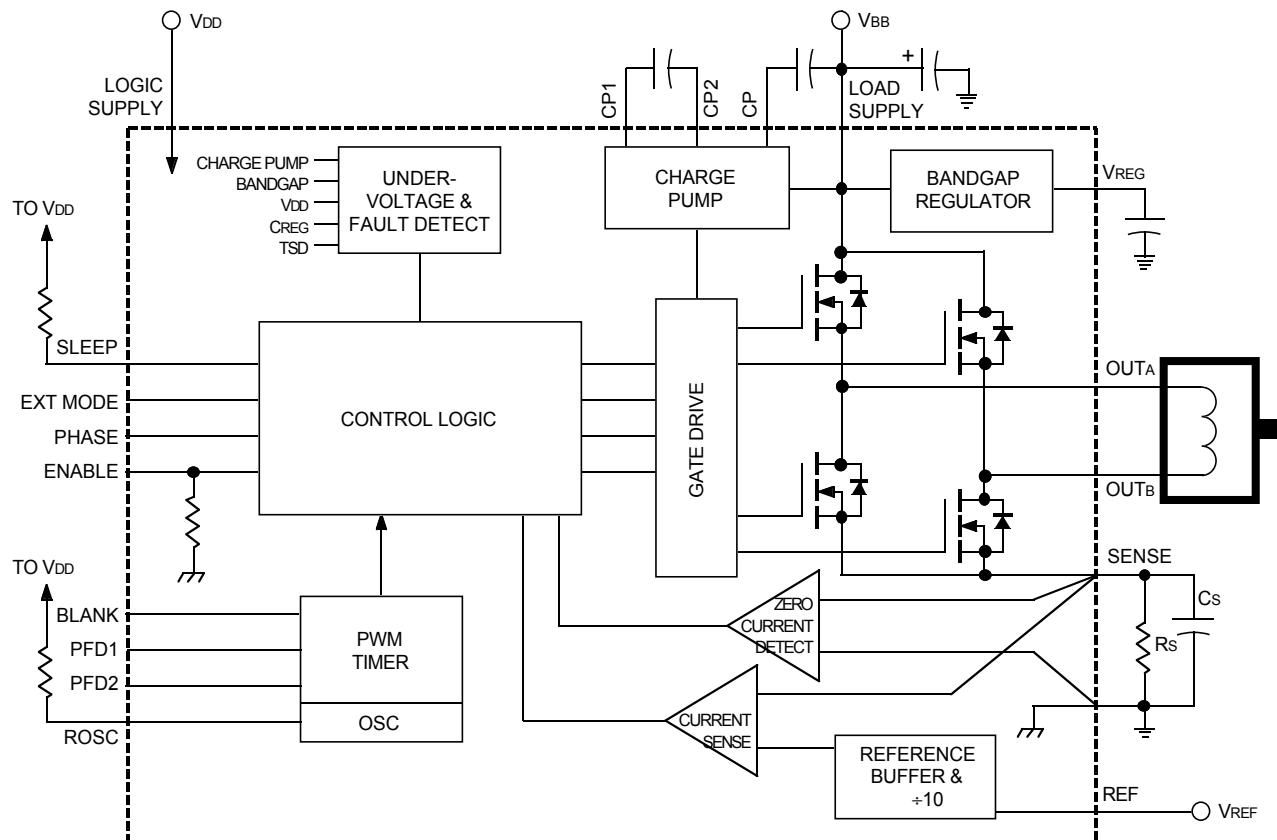 VDD
VBB
LOGIC
SUPPLY
CP1
CP2
CP
+
LOAD
SUPPLY
CHARGE PUMP
BANDGAP
VDD
CREG
TSD
UNDER-
VOLTAGE &
FAULT DETECT
CHARGE
PUMP
BANDGAP
REGULATOR
VREG
TO VDD
SLEEP
EXT MODE
PHASE
ENABLE
CONTROL LOGIC
GATE DRIVE
OUTA
OUTB
SENSE
CS
RS
TO VDD
BLANK
PFD1
PFD2
ROSC
PWM
TIMER
OSC
ZERO
CURRENT
DETECT
CURRENT
SENSE
REFERENCE
BUFFER &
÷10
REF
VREF